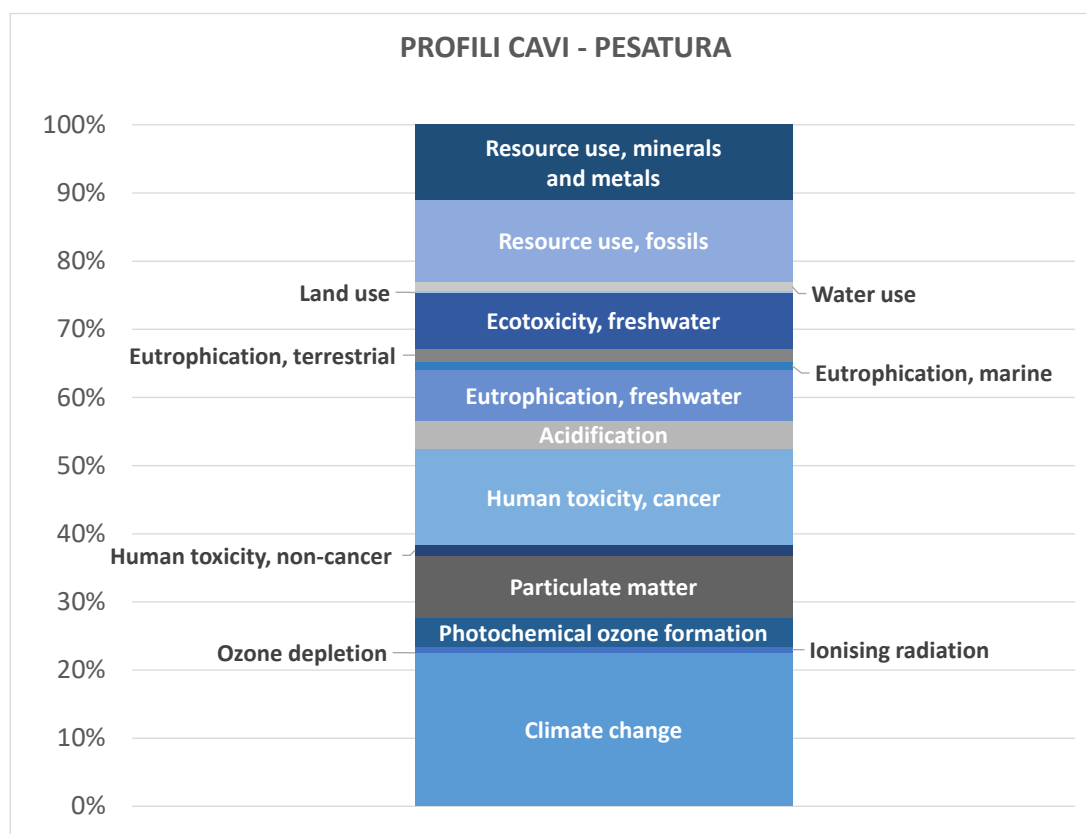 PROFILI CAVI - PESATURA
100%
90%
80%
70%
60%
50%
40%
30%
20%
10%
0%
Resource use, minerals
and metals
Resource use, fossils
Land use
Water use
Ecotoxicity, freshwater
Eutrophication, terrestrial
Eutrophication, marine
Eutrophication, freshwater
Acidification
Human toxicity, cancer
Human toxicity, non-cancer
Particulate matter
Photochemical ozone formation
Ozone depletion
Ionising radiation
Climate change